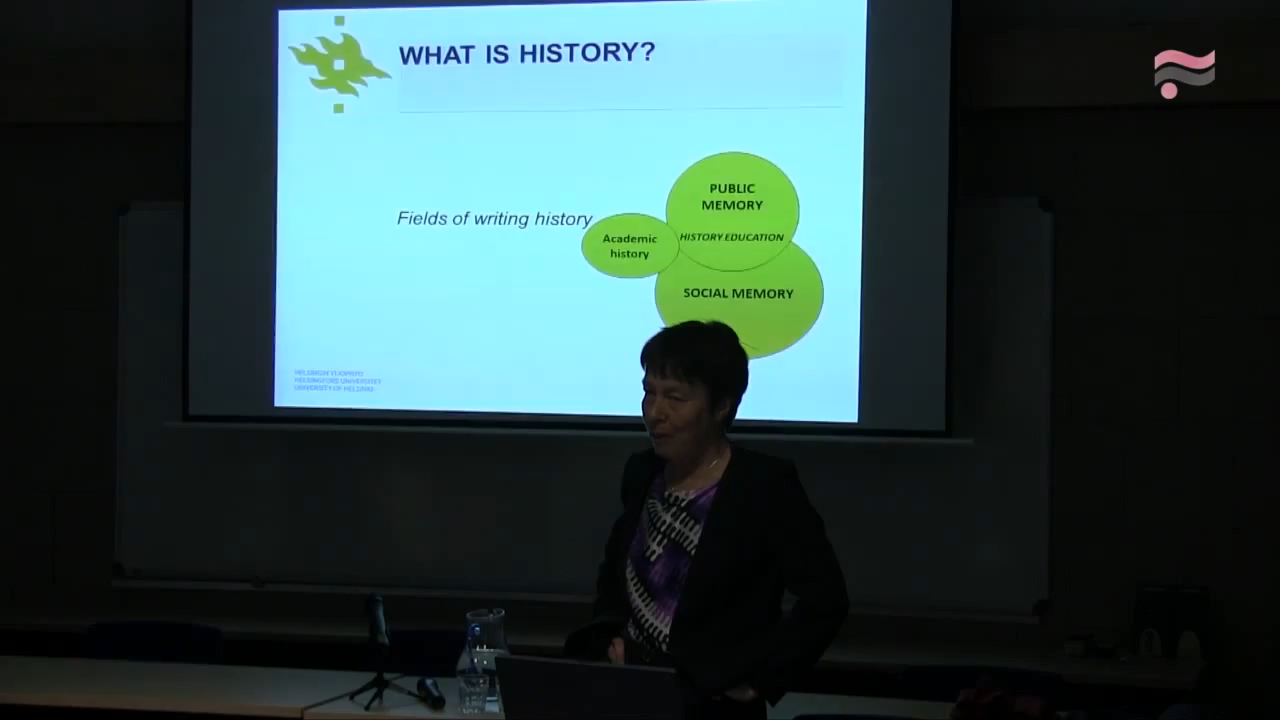 WHAT IS HISTORY?
Fields of writing history
PUBLIC
MEMORY
HISTORY EDUCATION
Academic
history
SOCIAL MEMORY
HELSINGIN YLIOPISTO
HELSINGFORS UNIVERSITET
UNIVERSITY OF HELSINKI